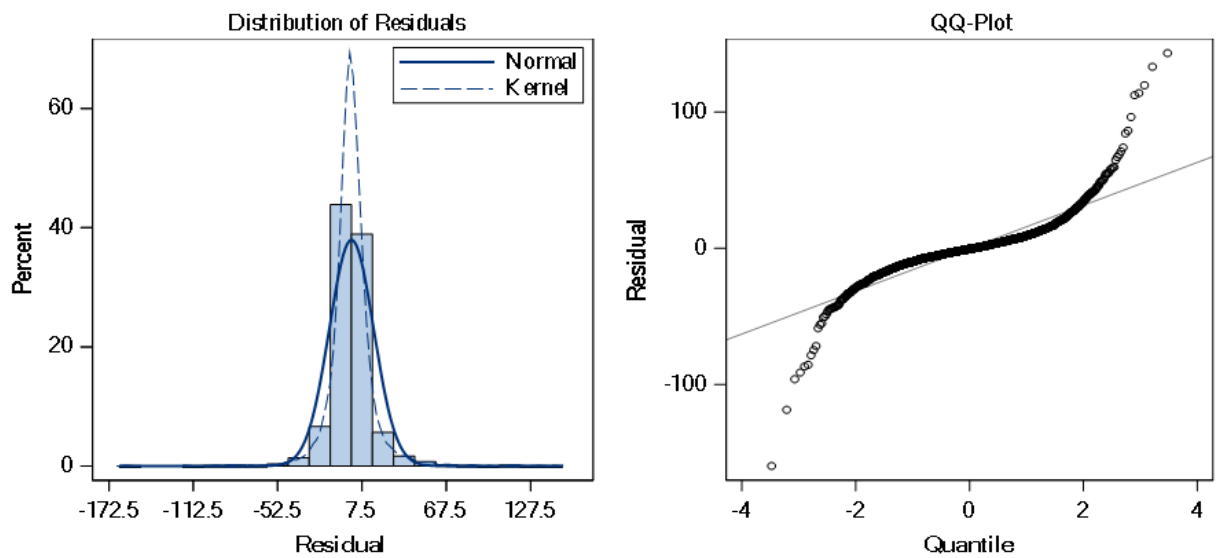 Distribution of Residuals
Normal
Kernel
60
40
20
0
Percent
-172.5 -112.5 -52.5 7.5 67.5 127.5
Residual
QQ-Plot
100
0
-100
Residual
-4 -2 0 2 4
Quantile